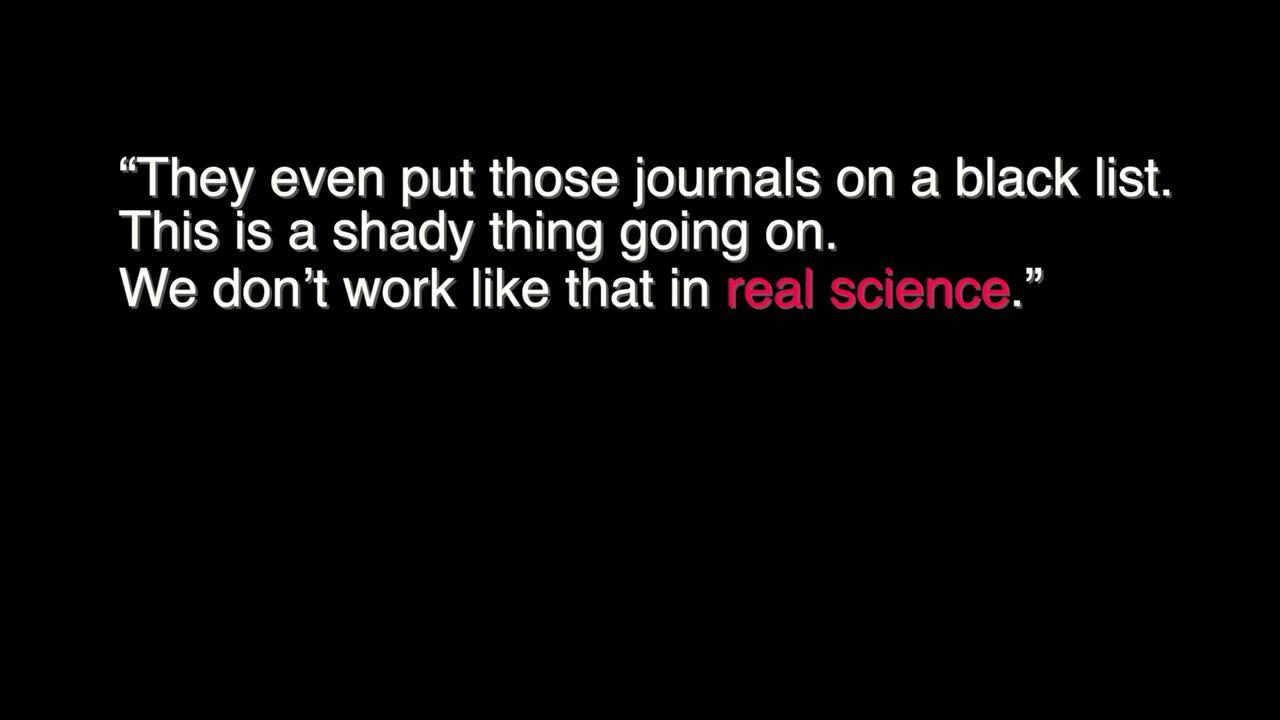 “They even put those journals on a black list.
This is a shady thing going on.
We don’t work like that in real science.”